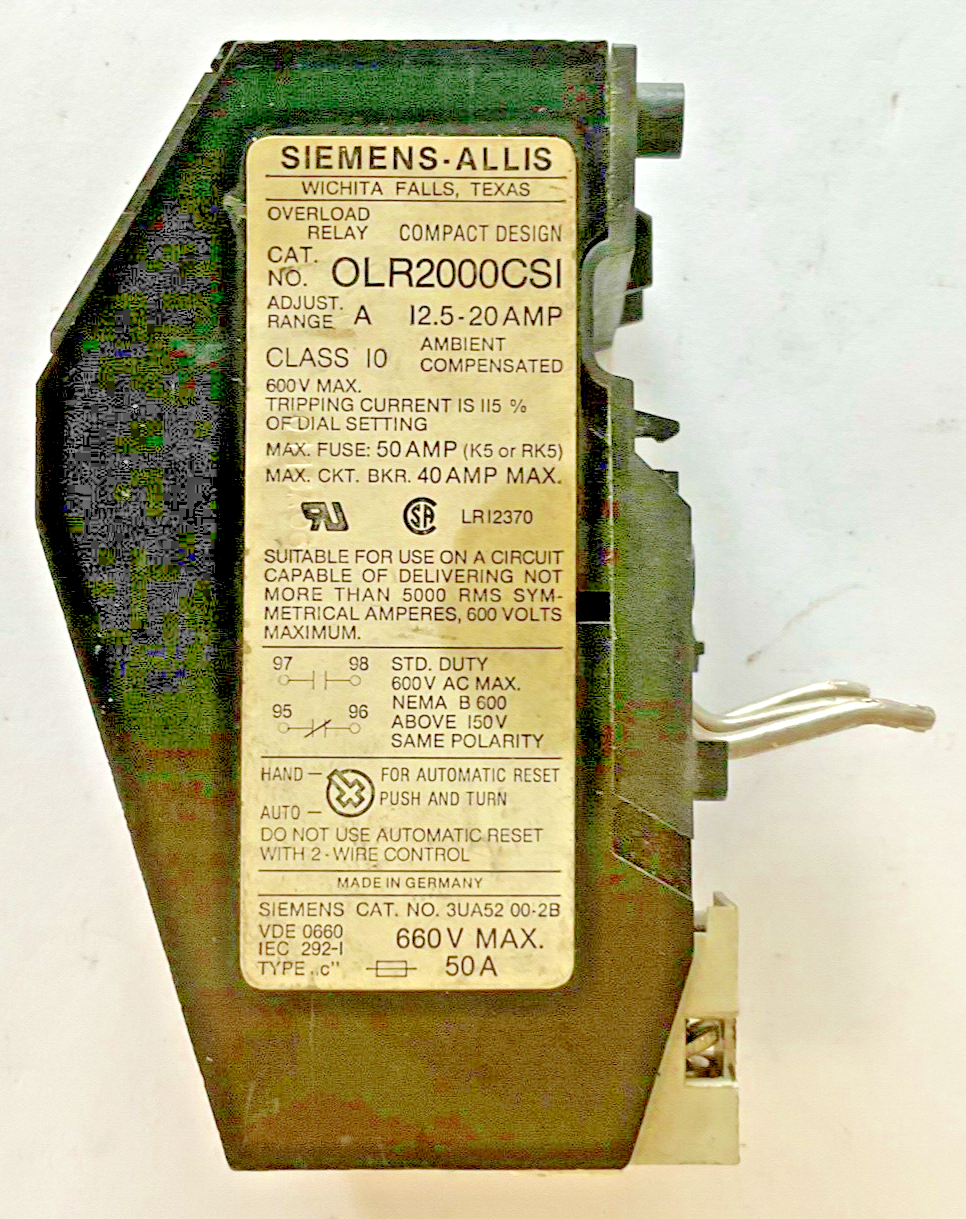 SIEMENS-ALLIS
WICHITA FALLS, TEXAS
OVERLOAD
RELAY COMPACT DESIGN
CAT.
NO. OLR2000CSI
ADJUST.
RANGE A 12.5-20 AMP
CLASS 10 AMBIENT
COMPENSATED
600V MAX.
TRIPPING CURRENT IS 115 %
OF DIAL SETTING
MAX. FUSE: 50 AMP (K5 or RK5)
MAX. CKT. BKR. 40 AMP MAX.
RU SA LR12370
SUITABLE FOR USE ON A CIRCUIT
CAPABLE OF DELIVERING NOT
MORE THAN 5000 RMS SYM-
METRICAL AMPERES, 600 VOLTS
MAXIMUM.
97 98 STD. DUTY
600V AC MAX.
NEMA B 600
95 96 ABOVE 150V
SAME POLARITY
HAND – FOR AUTOMATIC RESET
PUSH AND TURN
AUTO –
DO NOT USE AUTOMATIC RESET
WITH 2-WIRE CONTROL
MADE IN GERMANY
SIEMENS CAT. NO. 3UA52 00-2B
VDE 0660
IEC 292-1 660V MAX.
TYPE „c" 50A